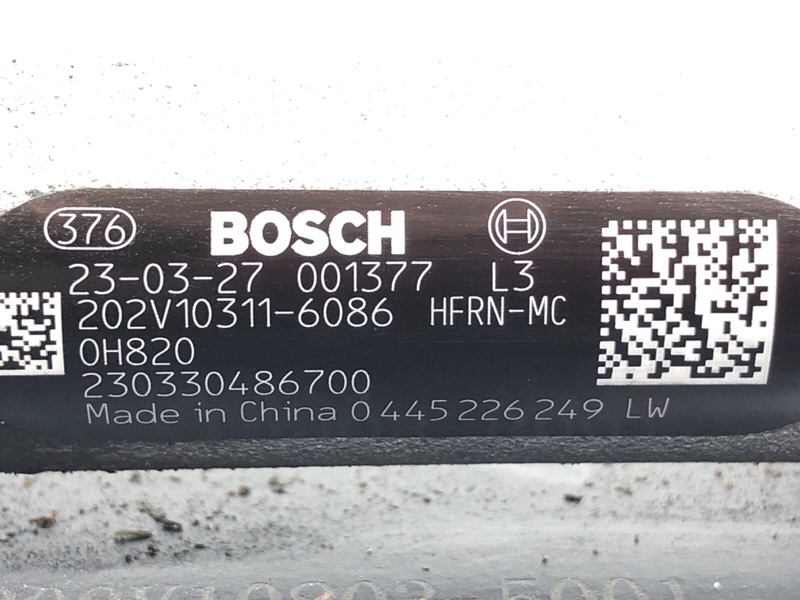 376 BOSCH
23-03-27 001377 L3
202V10311-6086 HFRN-MC
0H820
230330486700
Made in China 0 445 226 249 LW